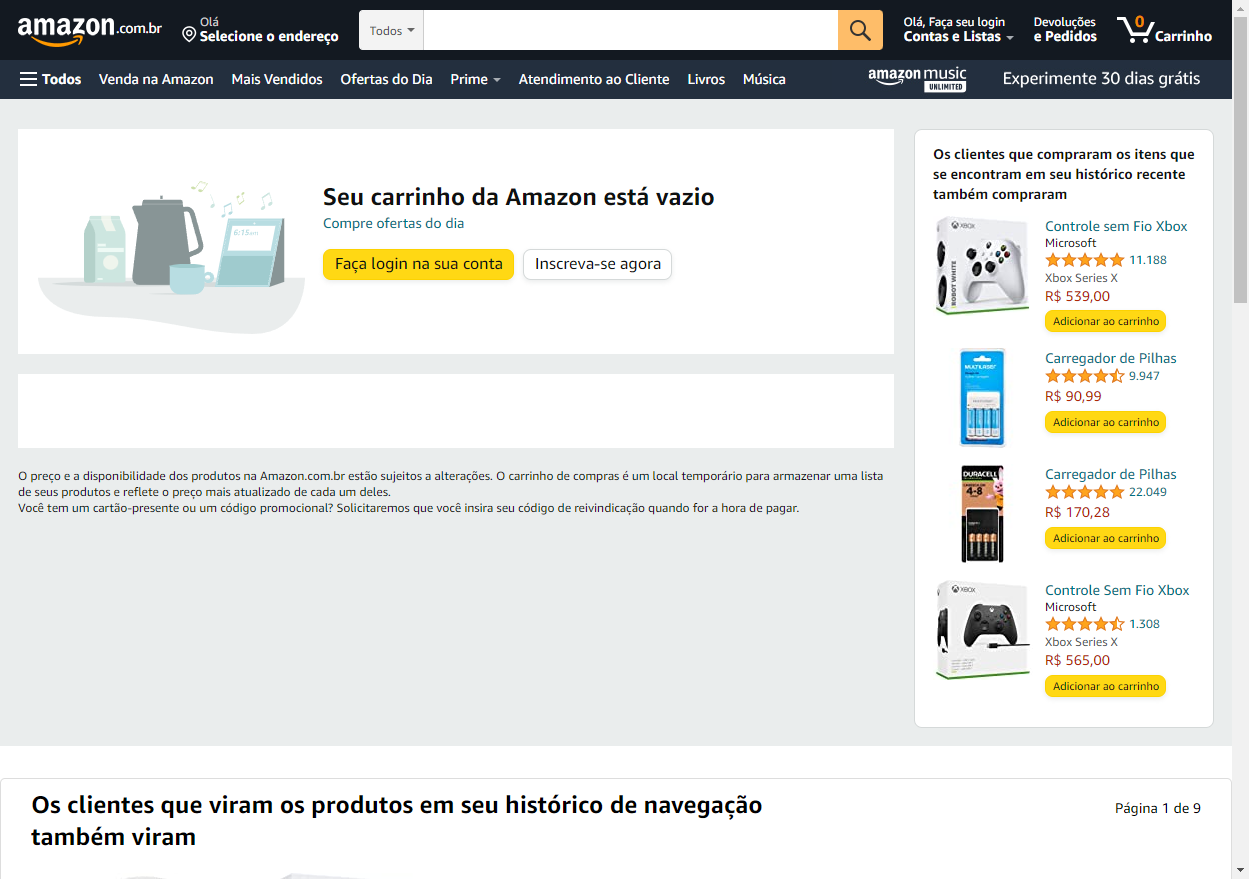 amazon.com.br
Olá
Selecione o endereço
Todos
Olá, Faça seu login
Contas e Listas
Devoluções
e Pedidos
0
Carrinho
Todos
Venda na Amazon
Mais Vendidos
Ofertas do Dia
Prime
Atendimento ao Cliente
Livros
Música
amazon music
UNLIMITED
Experimente 30 dias grátis
6:15am
Seu carrinho da Amazon está vazio
Compre ofertas do dia
Faça login na sua conta
Inscreva-se agora
O preço e a disponibilidade dos produtos na Amazon.com.br estão sujeitos a alterações. O carrinho de compras é um local temporário para armazenar uma lista
de seus produtos e reflete o preço mais atualizado de cada um deles.
Você tem um cartão-presente ou um código promocional? Solicitaremos que você insira seu código de reivindicação quando for a hora de pagar.
Os clientes que compraram os itens que
se encontram em seu histórico recente
também compraram
XBOX
ROBOT WHITE
Controle sem Fio Xbox
Microsoft
11.188
Xbox Series X
R$ 539,00
Adicionar ao carrinho
MULTILASER
Carregador de Pilhas
9.947
R$ 90,99
Adicionar ao carrinho
DURACELL
4-8
Carregador de Pilhas
22.049
R$ 170,28
Adicionar ao carrinho
XBOX
Controle Sem Fio Xbox
Microsoft
1.308
Xbox Series X
R$ 565,00
Adicionar ao carrinho
Os clientes que viram os produtos em seu histórico de navegação
também viram
Página 1 de 9